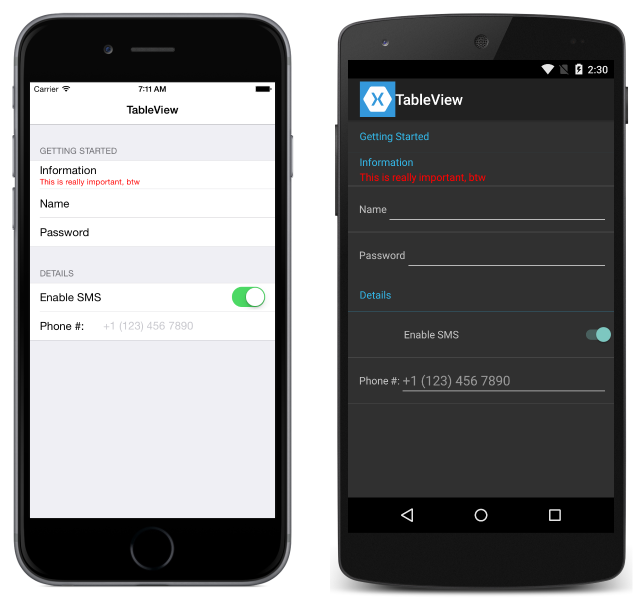 Carrier 7:11 AM
TableView
GETTING STARTED
Information
This is really important, btw
Name
Password
DETAILS
Enable SMS
Phone #: +1 (123) 456 7890
2:30
X TableView
Getting Started
Information
This is really important, btw
Name
Password
Details
Enable SMS
Phone #: +1 (123) 456 7890